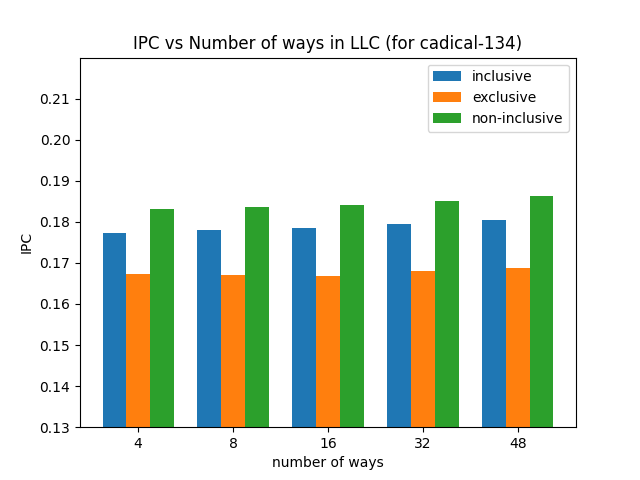 IPC vs Number of ways in LLC (for cadical-134)
inclusive
exclusive
non-inclusive
0.21
0.20
0.19
0.18
0.17
0.16
0.15
0.14
0.13
IPC
4 8 16 32 48
number of ways